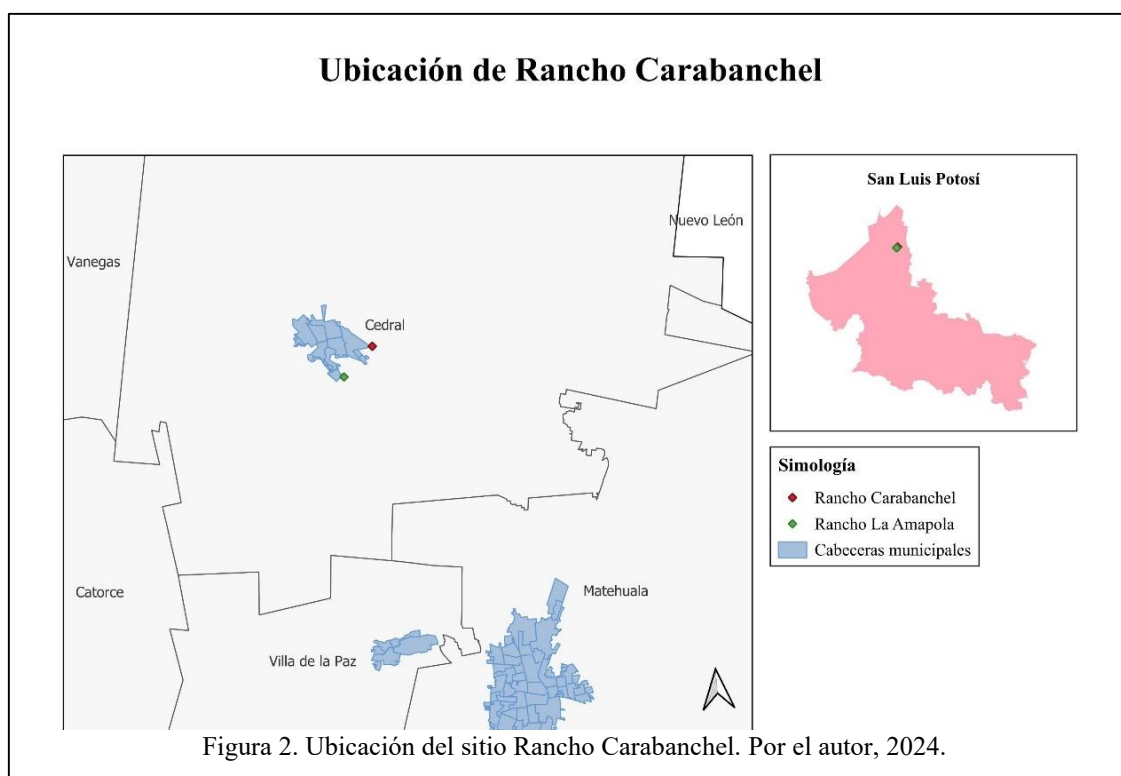 Ubicación de Rancho Carabanchel
Nuevo León
Vanegas
Cedral
Catorce
Matehuala
Villa de la Paz
San Luis Potosí
Simología
Rancho Carabanchel
Rancho La Amapola
Cabeceras municipales
Figura 2. Ubicación del sitio Rancho Carabanchel. Por el autor, 2024.